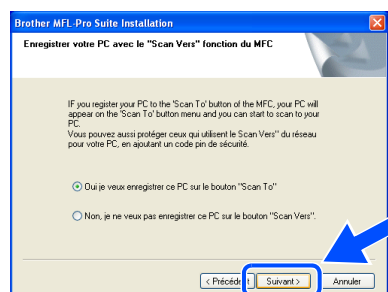 Brother MFL-Pro Suite Installation
Enregistrer votre PC avec le "Scan Vers" fonction du MFC
IF you register your PC to the 'Scan To' button of the MFC, your PC will
appear on the 'Scan To' button menu and you can start to scan to your
PC.
Vous pouvez aussi protéger ceux qui utilisent le Scan Vers" du réseau
pour votre PC, en ajoutant un code pin de sécurité.
Oui je veux enregistrer ce PC sur le bouton "Scan To"
Non, je ne veux pas enregistrer ce PC sur le bouton "Scan Vers".
< Précédent Suivant > Annuler